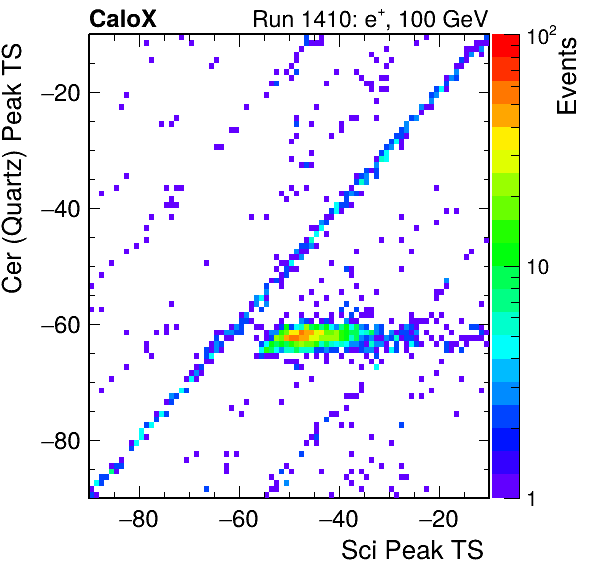 CaloX Run 1410: e⁺, 100 GeV
Cer (Quartz) Peak TS
−20
−40
−60
−80
−80 −60 −40 −20
Sci Peak TS
10²
10
1
Events